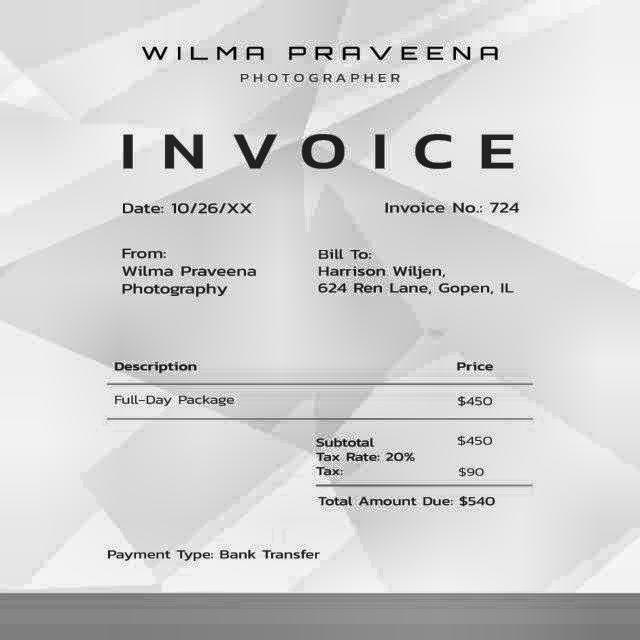 WILMA PRAVEENA
PHOTOGRAPHER
INVOICE
Date: 10/26/XX Invoice No.: 724
From:
Wilma Praveena
Photography
Bill To:
Harrison Wiljen,
624 Ren Lane, Gopen, IL
Description Price
Full-Day Package $450
Subtotal $450
Tax Rate: 20%
Tax: $90
Total Amount Due: $540
Payment Type: Bank Transfer